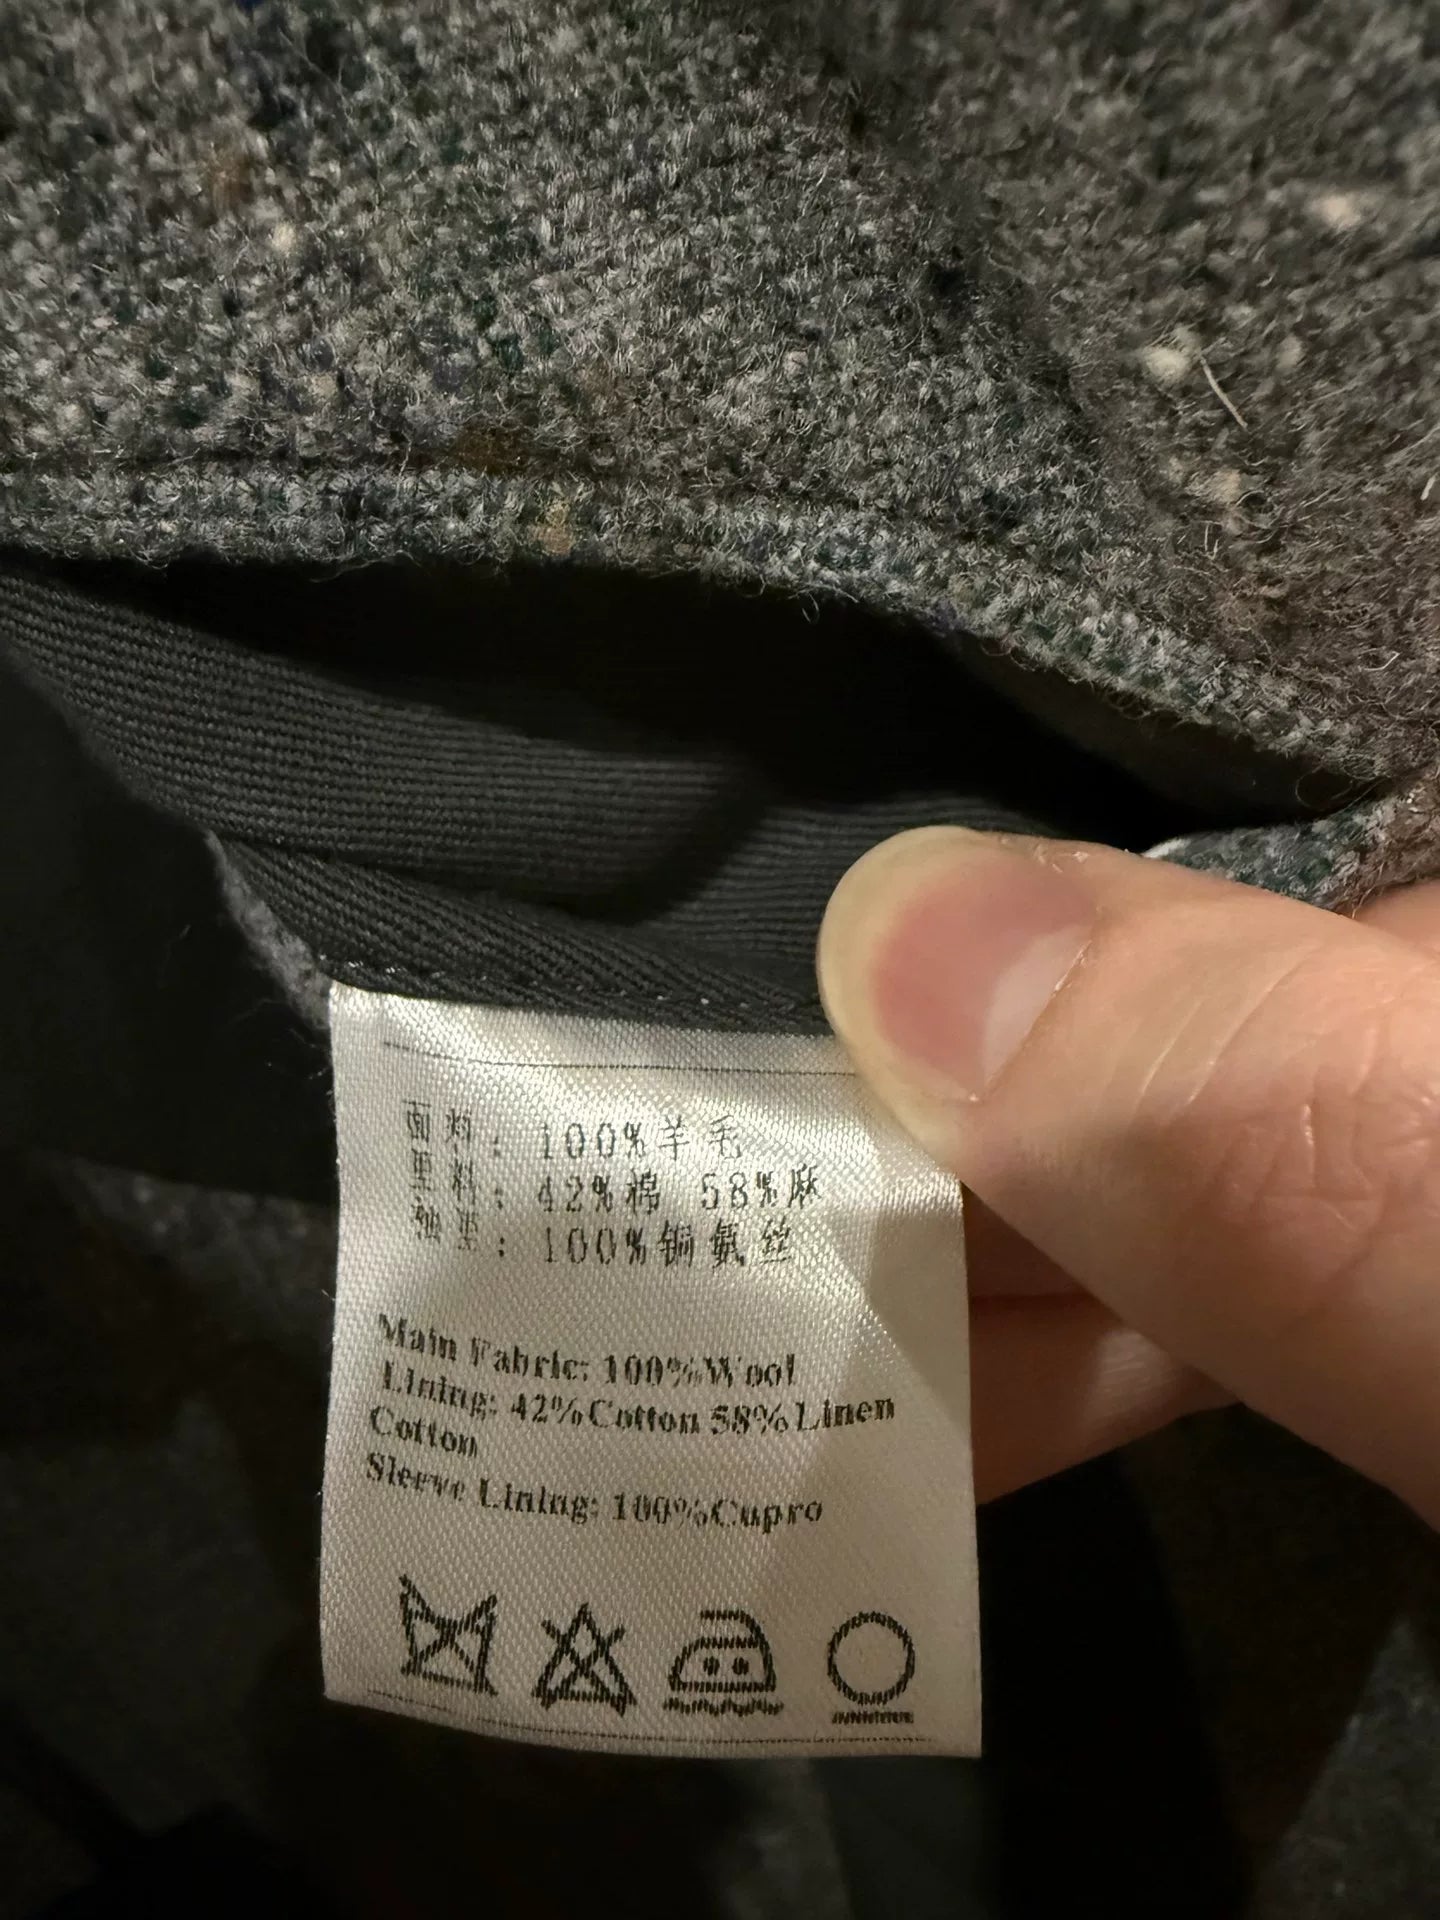 面料：100%羊毛
里料：42%棉 58%麻
袖里：100%铜氨丝
Main Fabric: 100%Wool
Lining: 42%Cotton 58%Linen
Cotton
Sleeve Lining: 100%Cupro